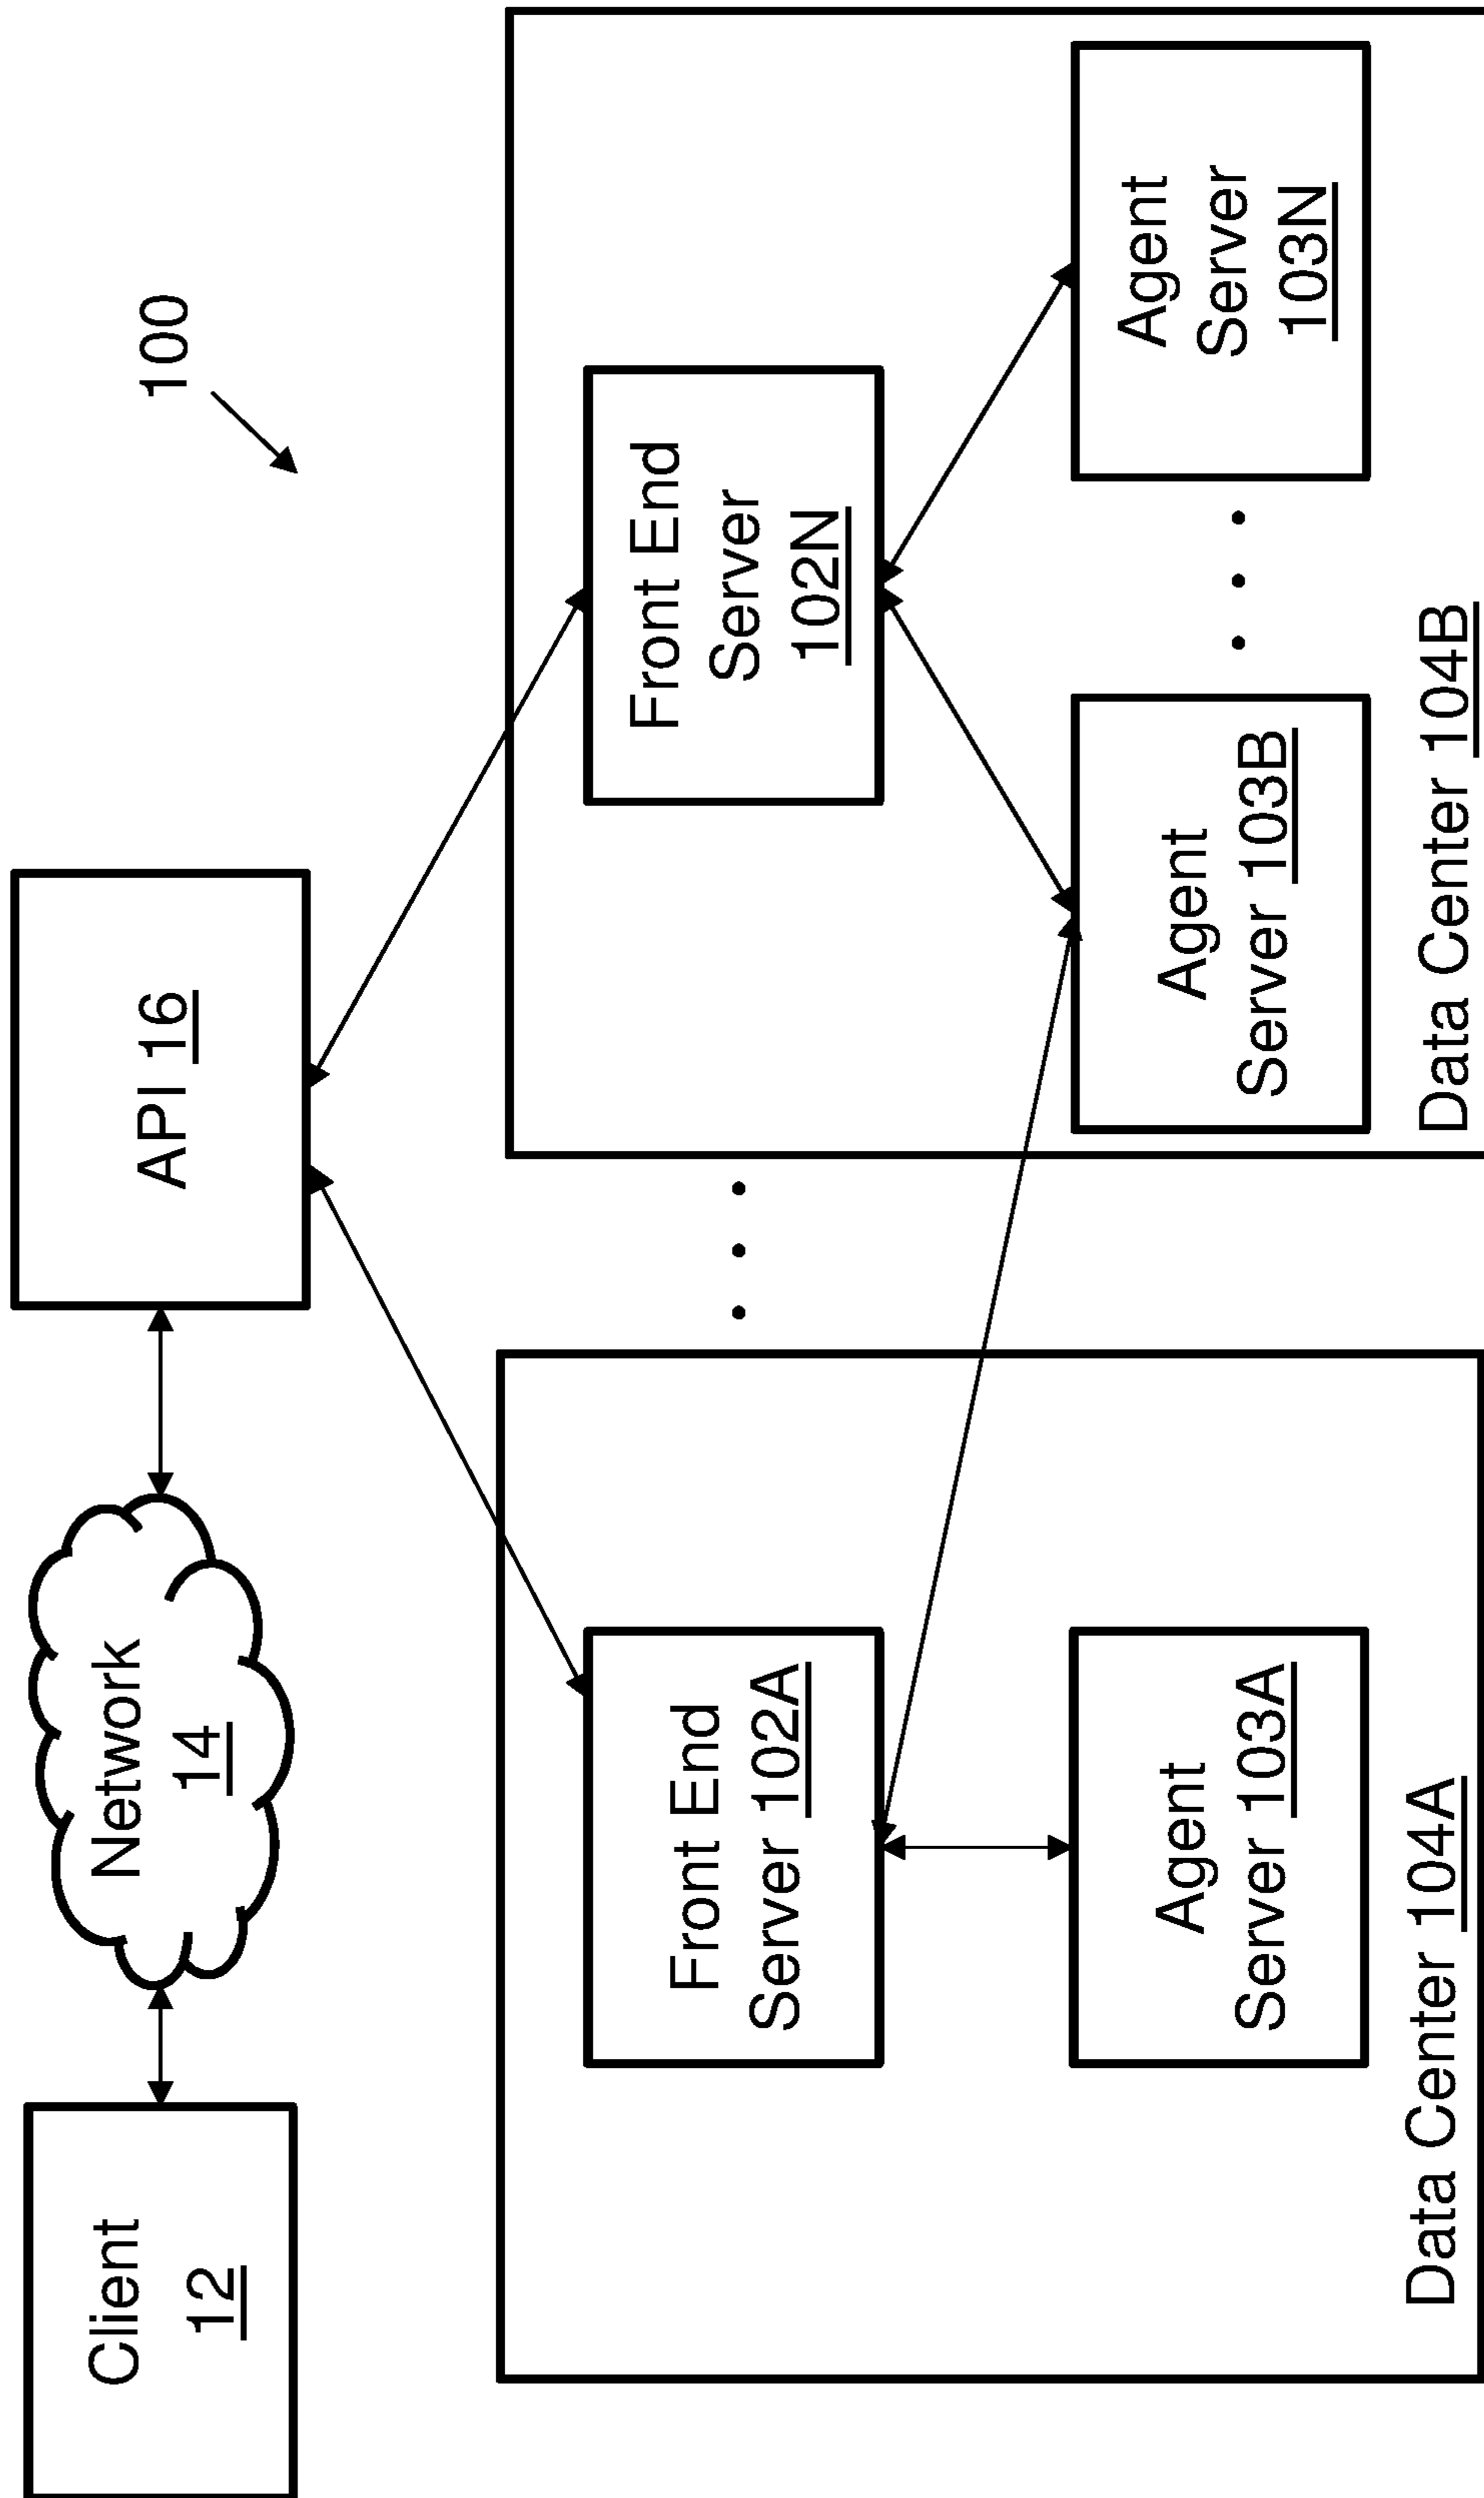 Client
12
Network
14
API 16
100
Front End
Server 102A
Front End
Server
102N
Agent
Server 103A
Agent
Server 103B
Agent
Server
103N
Data Center 104A
Data Center 104B